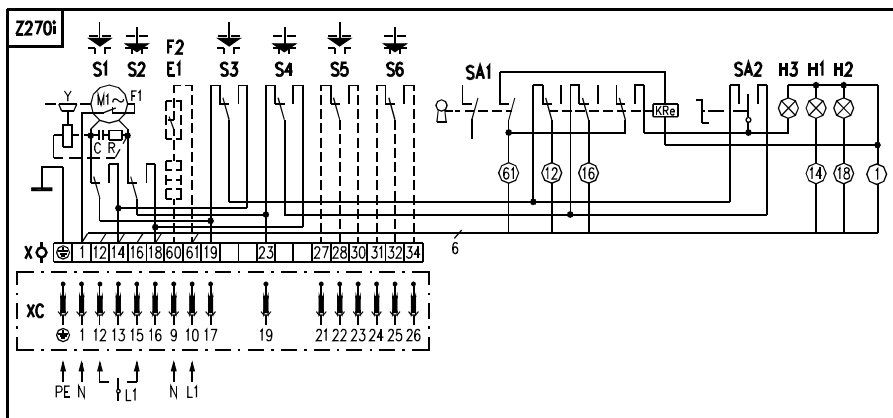 Z270i
S1 S2 F2 E1 S3 S4 S5 S6 SA1 SA2 H3 H1 H2
Y M1~ F1
C R
KRe
61 12 16 14 18 1
6
X 1 12 14 16 18 60 61 19 23 27 28 30 31 32 34
XC
1 12 13 15 16 9 10 17 19 21 22 23 24 25 26
PE N L1 N L1